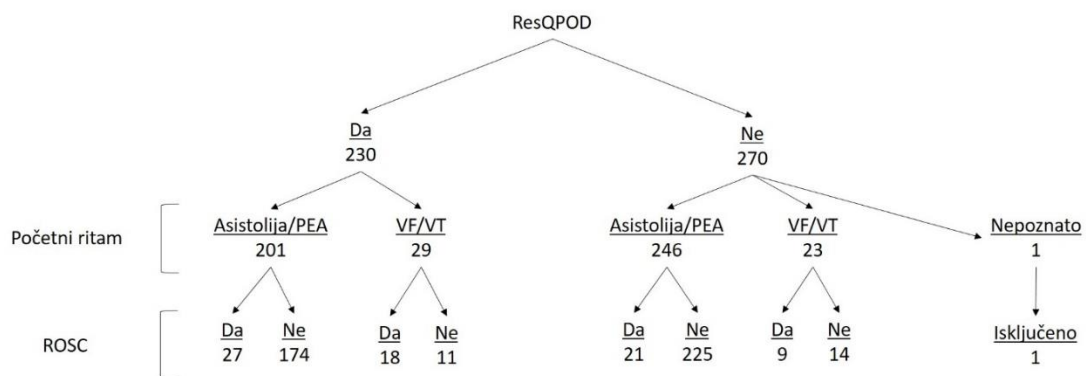 ResQPOD
Da Ne
230 270
Početni ritam
Asistolija/PEA VF/VT Asistolija/PEA VF/VT Nepoznato
201 29 246 23 1
ROSC
Da Ne Da Ne Da Ne Da Ne Isključeno
27 174 18 11 21 225 9 14 1